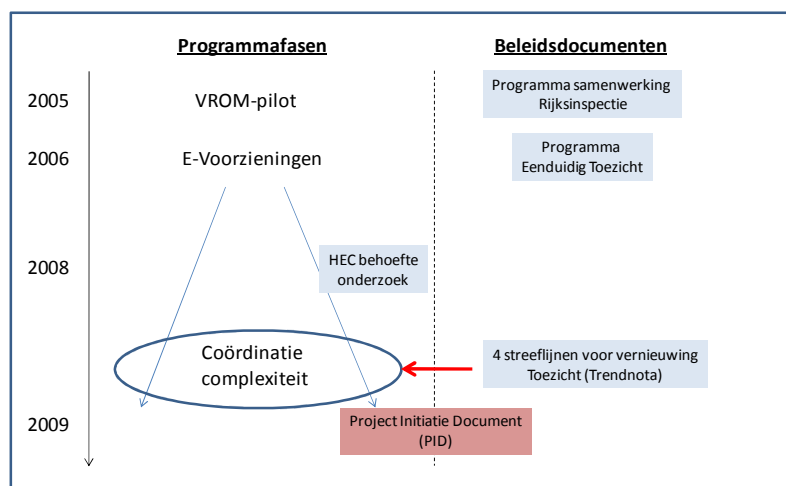 Programmafasen
Beleidsdocumenten
2005
VROM-pilot
Programma samenwerking
Rijksinspectie
2006
E-Voorzieningen
Programma
Eenduidig Toezicht
2008
HEC behoefte
onderzoek
Coördinatie
complexiteit
4 streeflijnen voor vernieuwing
Toezicht (Trendnota)
2009
Project Initiatie Document
(PID)